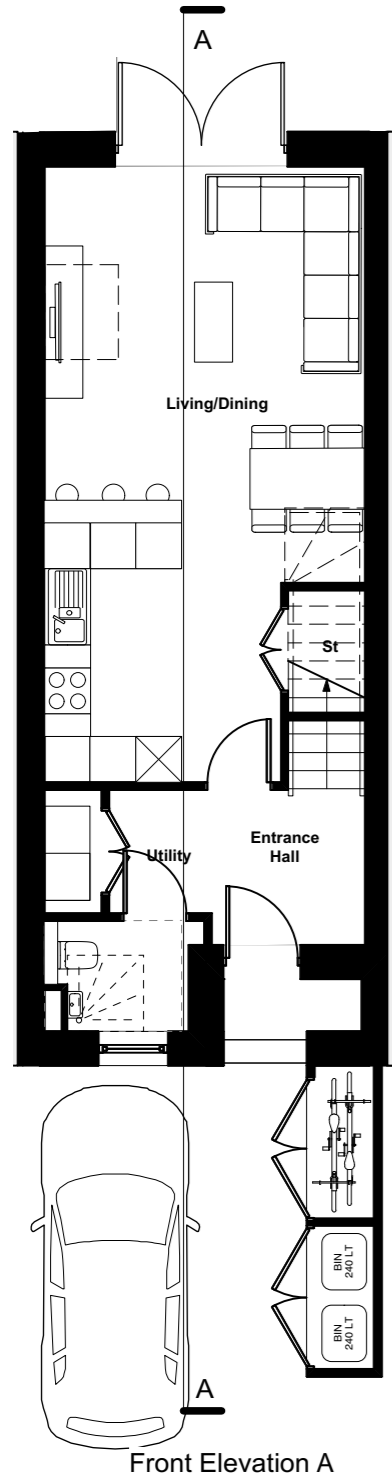 A
Living/Dining
St
Utility
Entrance
Hall
BIN
240 LT
BIN
240 LT
A
Front Elevation A